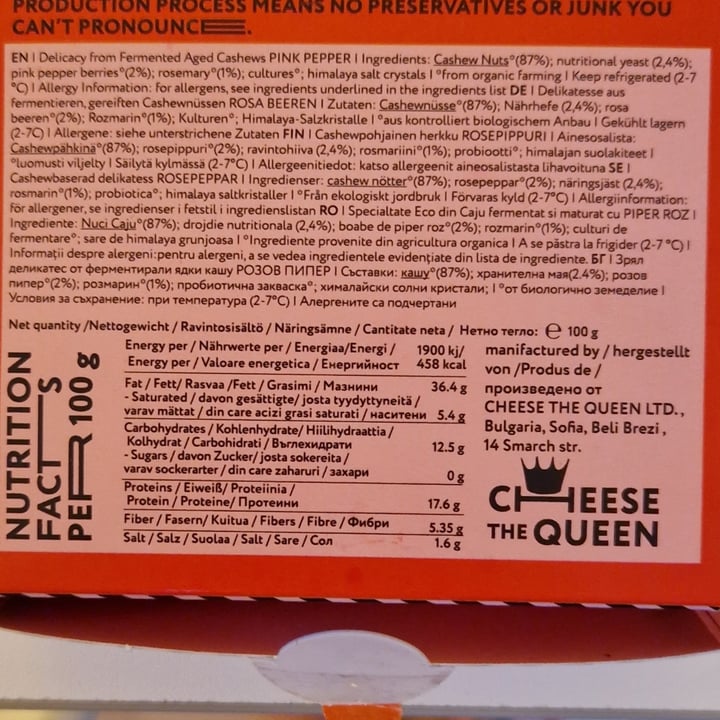 PRODUCTION PROCESS MEANS NO PRESERVATIVES OR JUNK YOU
CAN'T PRONOUNCE.
EN | Delicacy from Fermented Aged Cashews PINK PEPPER | Ingredients: Cashew Nuts°(87%); nutritional yeast (2,4%);
pink pepper berries°(2%); rosemary°(1%); cultures°; himalaya salt crystals | °from organic farming | Keep refrigerated (2-7
°C) | Allergy Information: For allergens, see ingredients underlined in the ingredients list DE | Delikatesse aus
fermentieren, gereiften Cashewnüssen ROSA BEEREN | Zutaten: Cashewnüsse°(87%); Nährhefe (2,4%); rosa
beeren°(2%); Rozmarin°(1%); Kulturen°; Himalaya-Salzkristalle | °aus kontrolliert biologischem Anbau | Gekühlt lagern
(2-7C) | Allergene: siehe unterstrichene Zutaten FIN | Cashewpohjainen herkku ROSEPIPPURI | Ainesosalista:
Cashewpähkinä°(87%); rosepippuri°(2%); ravintohiiva (2,4%); rosmariini°(1%); probiootti°; himalajan suolakiteet |
°luomusti viljelty | Säilytä kylmässä (2-7°C) | Allergeenitiedot: katso allergenit aineosalistasta lihavoituna SE |
Cashewbaserad delikatess ROSEPEPPAR | Ingredienser: cashew nötter°(87%); rosepeppar°(2%); näringsjäst (2,4%);
rosmarin°(1%); probiotica°; himalaya saltkristaller | °Från ekologiskt jordbruk | Förvaras kyld (2-7°C) | Allergiinformation:
för allergener, se ingredienser i fetstil i ingredienslistan RO | Specialtate Eco din Caju fermentat si maturat cu PIPER ROZ |
Ingrediente: Nuci Caju°(87%); drojdie nutritionala (2,4%); boabe de piper roz°(2%); rozmarin°(1%); culturi de
fermentare°; sare de himalaya grunjoasa | °Ingrediente provenite din agricultura organica | A se păstra la frigider (2-7 °C) |
Informații despre alergeni:pentru alergeni, a se vedea ingredientele evidențiate din lista de ingrediente. БГ | Зрял
деликатес от ферментирали ядки кашу РОЗОВ ПИПЕР | Съставки: кашу°(87%); хранителна мая(2.4%); розов
пипер°(2%); розмарин°(1%); пробиотична закваска°; хималайски солни кристали; | °от биологично земеделие |
Условия за съхранение: при температура (2-7°C) | Алергените са подчертани
Net quantity /Nettogewicht / Ravintosisältö / Näringsämne / Cantitate neta / Нетно тегло: ℮ 100 g
NUTRITION
FACTS
PER 100 g
Energy per / Nährwerte per / Energiaa/Energi /
Energy per / Valoare energetica / Енергийност
1900 kj/
458 kcal
Fat / Fett/ Rasvaa /Fett / Grasimi / Мазнини 36.4 g
- Saturated / davon gesättigte/ josta tyydyttyneitä /
varav mättat / din care acizi grasi saturati / наситени 5.4 g
Carbohydrates / Kohlenhydrate/ Hiilihydraattia /
Kolhydrat / Carbohidrati / Въглехидрати 12.5 g
- Sugars / davon Zucker/ josta sokereita /
varav sockerarter / din care zaharuri / захари 0 g
Proteins / Eiweiß/ Proteiinia /
Protein / Proteine/ Протеини 17.6 g
Fiber / Fasern/ Kuitua / Fibers / Fibre / Фибри 5.35 g
Salt / Salz / Suolaa / Salt / Sare / Сол 1.6 g
manifactured by / hergestellt
von /Produs de /
произведено от
CHEESE THE QUEEN LTD.,
Bulgaria, Sofia, Beli Brezi,
14 Smarch str.
CHEESE
THE QUEEN